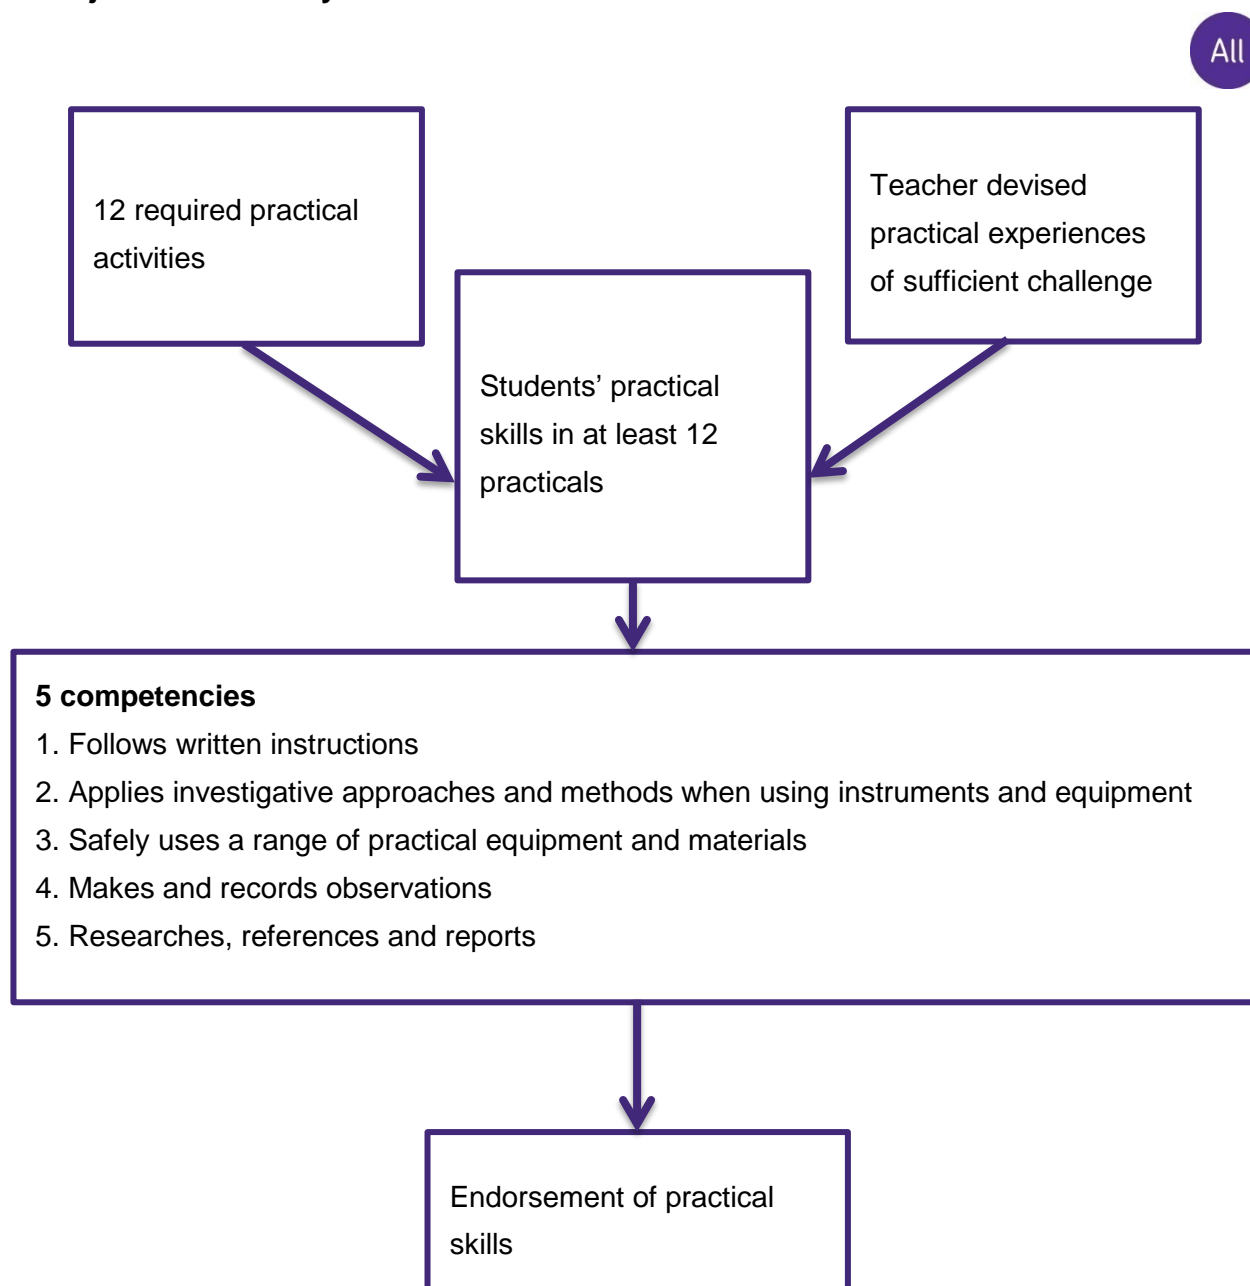 All
12 required practical
activities
Teacher devised
practical experiences
of sufficient challenge
Students’ practical
skills in at least 12
practicals
5 competencies
1. Follows written instructions
2. Applies investigative approaches and methods when using instruments and equipment
3. Safely uses a range of practical equipment and materials
4. Makes and records observations
5. Researches, references and reports
Endorsement of practical
skills